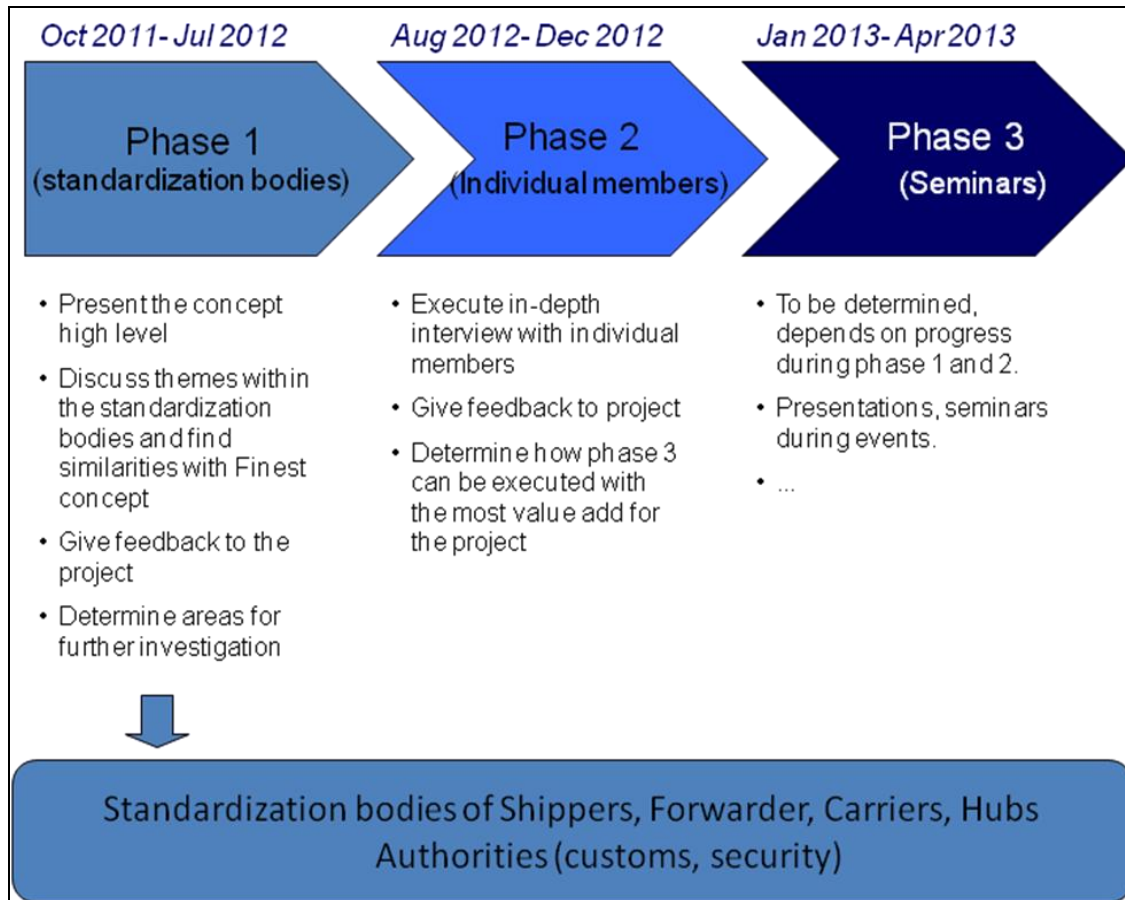 Oct 2011- Jul 2012
Aug 2012- Dec 2012
Jan 2013- Apr 2013
Phase 1
(standardization bodies)
Phase 2
(Individual members)
Phase 3
(Seminars)
• Present the concept
high level
• Discuss themes within
the standardization
bodies and find
similarities with Finest
concept
• Give feedback to the
project
• Determine areas for
further investigation
• Execute in-depth
interview with individual
members
• Give feedback to project
• Determine how phase 3
can be executed with
the most value add for
the project
• To be determined,
depends on progress
during phase 1 and 2.
• Presentations, seminars
during events.
• ...
Standardization bodies of Shippers, Forwarder, Carriers, Hubs
Authorities (customs, security)